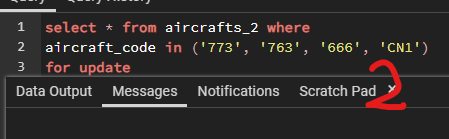 Query History
1 select * from aircrafts_2 where
2 aircraft_code in ('773', '763', '666', 'CN1')
3 for update
Data Output Messages Notifications Scratch Pad ×
2